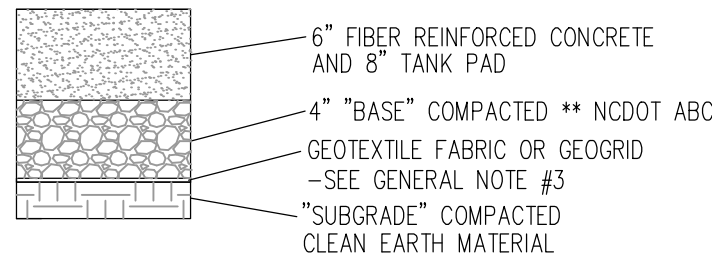 6" FIBER REINFORCED CONCRETE
AND 8" TANK PAD
4" "BASE" COMPACTED ** NCDOT ABC
GEOTEXTILE FABRIC OR GEOGRID
-SEE GENERAL NOTE #3
"SUBGRADE" COMPACTED
CLEAN EARTH MATERIAL